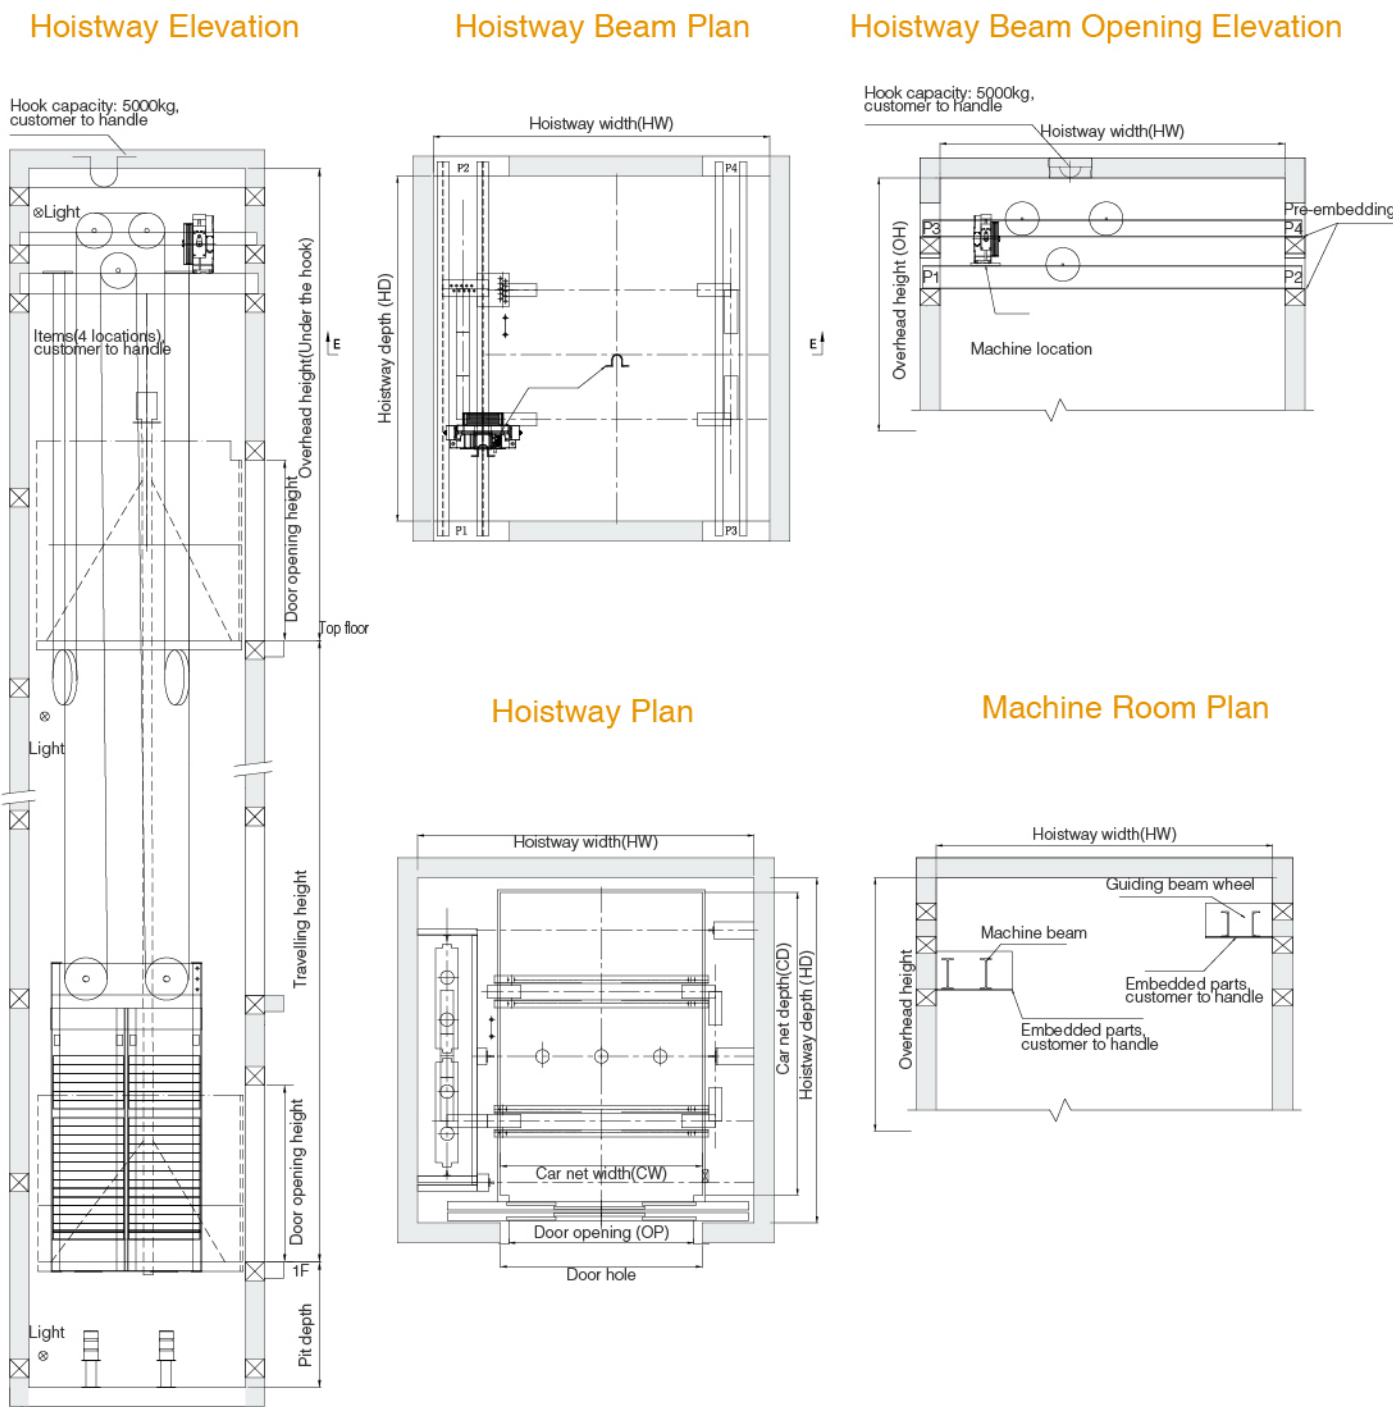 Hoistway Elevation
Hook capacity: 5000kg,
customer to handle
Light
Items(4 locations),
customer to handle
Overhead height(Under the hook)
E
Door opening height
Top floor
Light
Travelling height
Door opening height
1F
Light
Pit depth
Hoistway Beam Plan
Hoistway width(HW)
P2
P4
Hoistway depth (HD)
E
P1
P3
Hoistway Beam Opening Elevation
Hook capacity: 5000kg,
customer to handle
Hoistway width(HW)
Pre-embedding
P3
P4
P1
P2
Overhead height (OH)
Machine location
Hoistway Plan
Hoistway width(HW)
Car net depth(CD)
Hoistway depth (HD)
Car net width(CW)
Door opening (OP)
Door hole
Machine Room Plan
Hoistway width(HW)
Guiding beam wheel
Machine beam
Embedded parts,
customer to handle
Embedded parts,
customer to handle
Overhead height